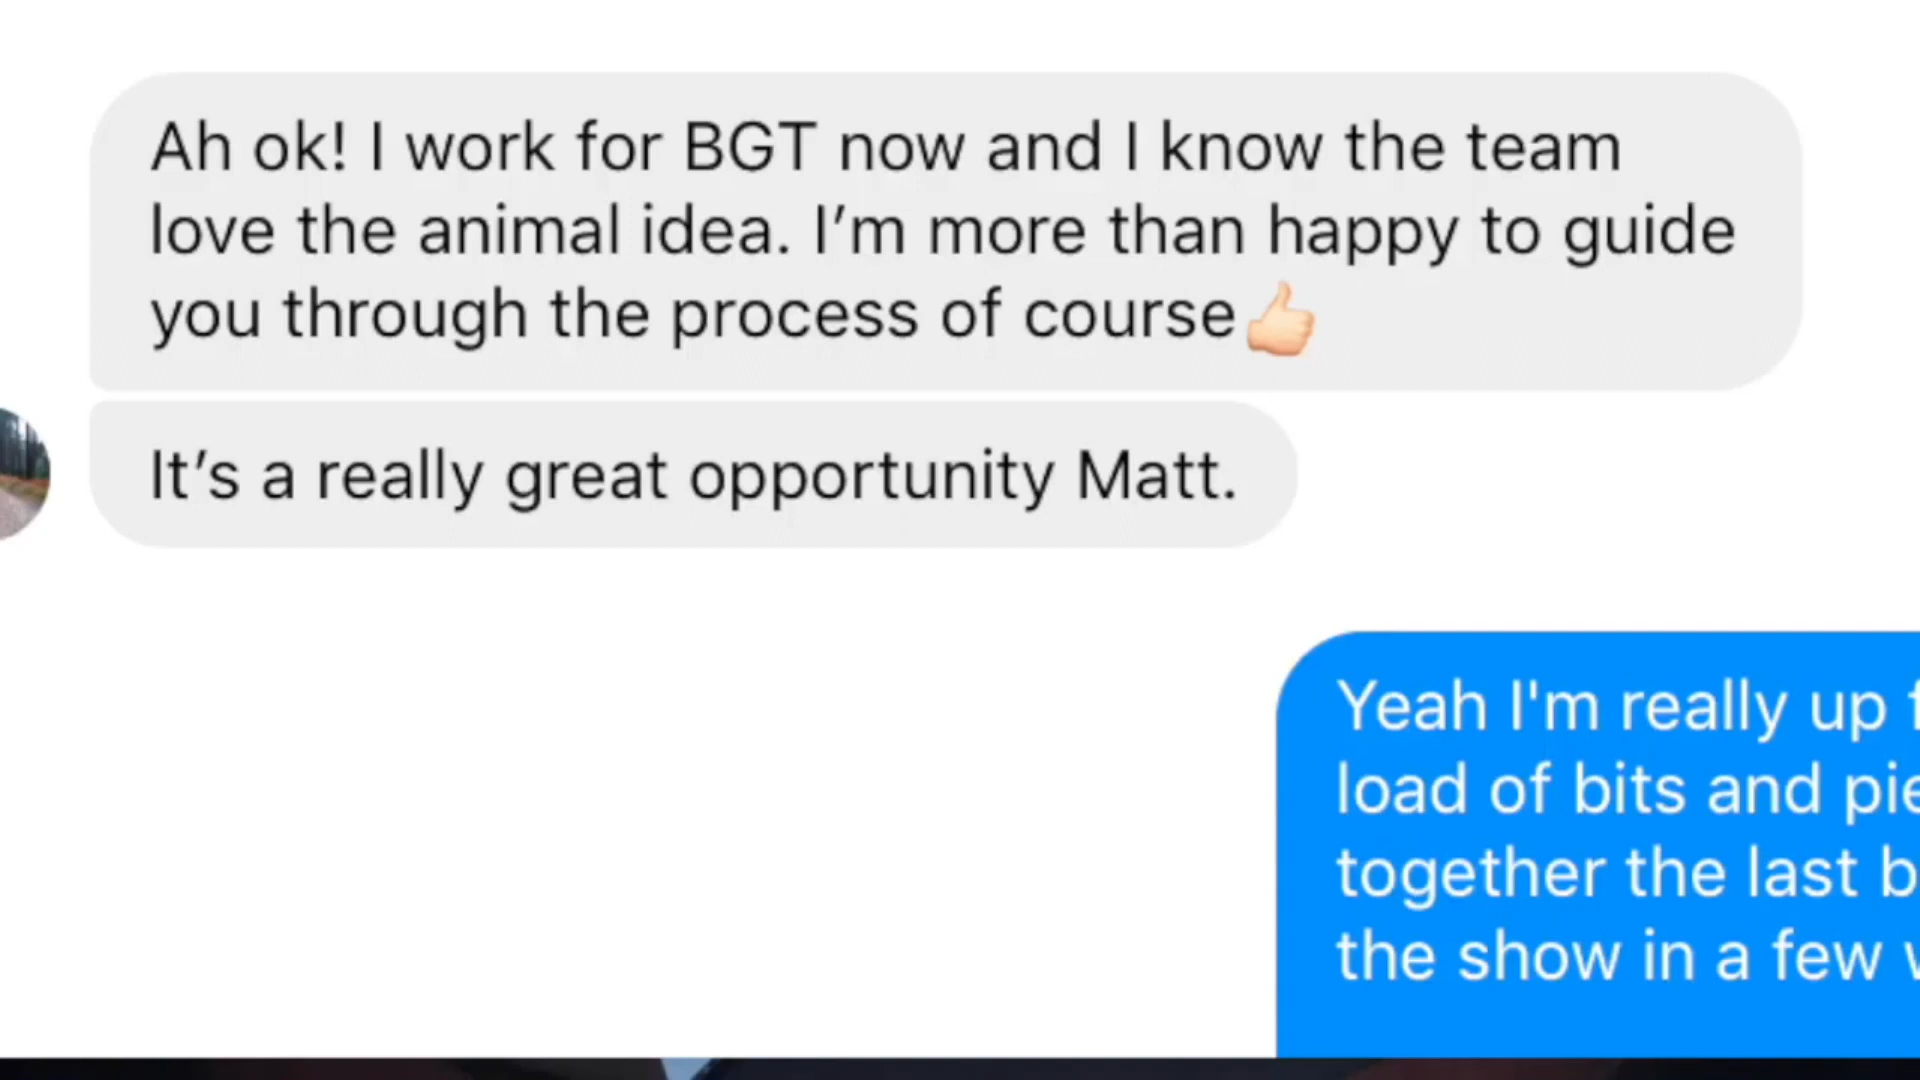 Ah ok! I work for BGT now and I know the team
love the animal idea. I’m more than happy to guide
you through the process of course👍🏻
It’s a really great opportunity Matt.
Yeah I'm really up
load of bits and
together the last
the show in a few